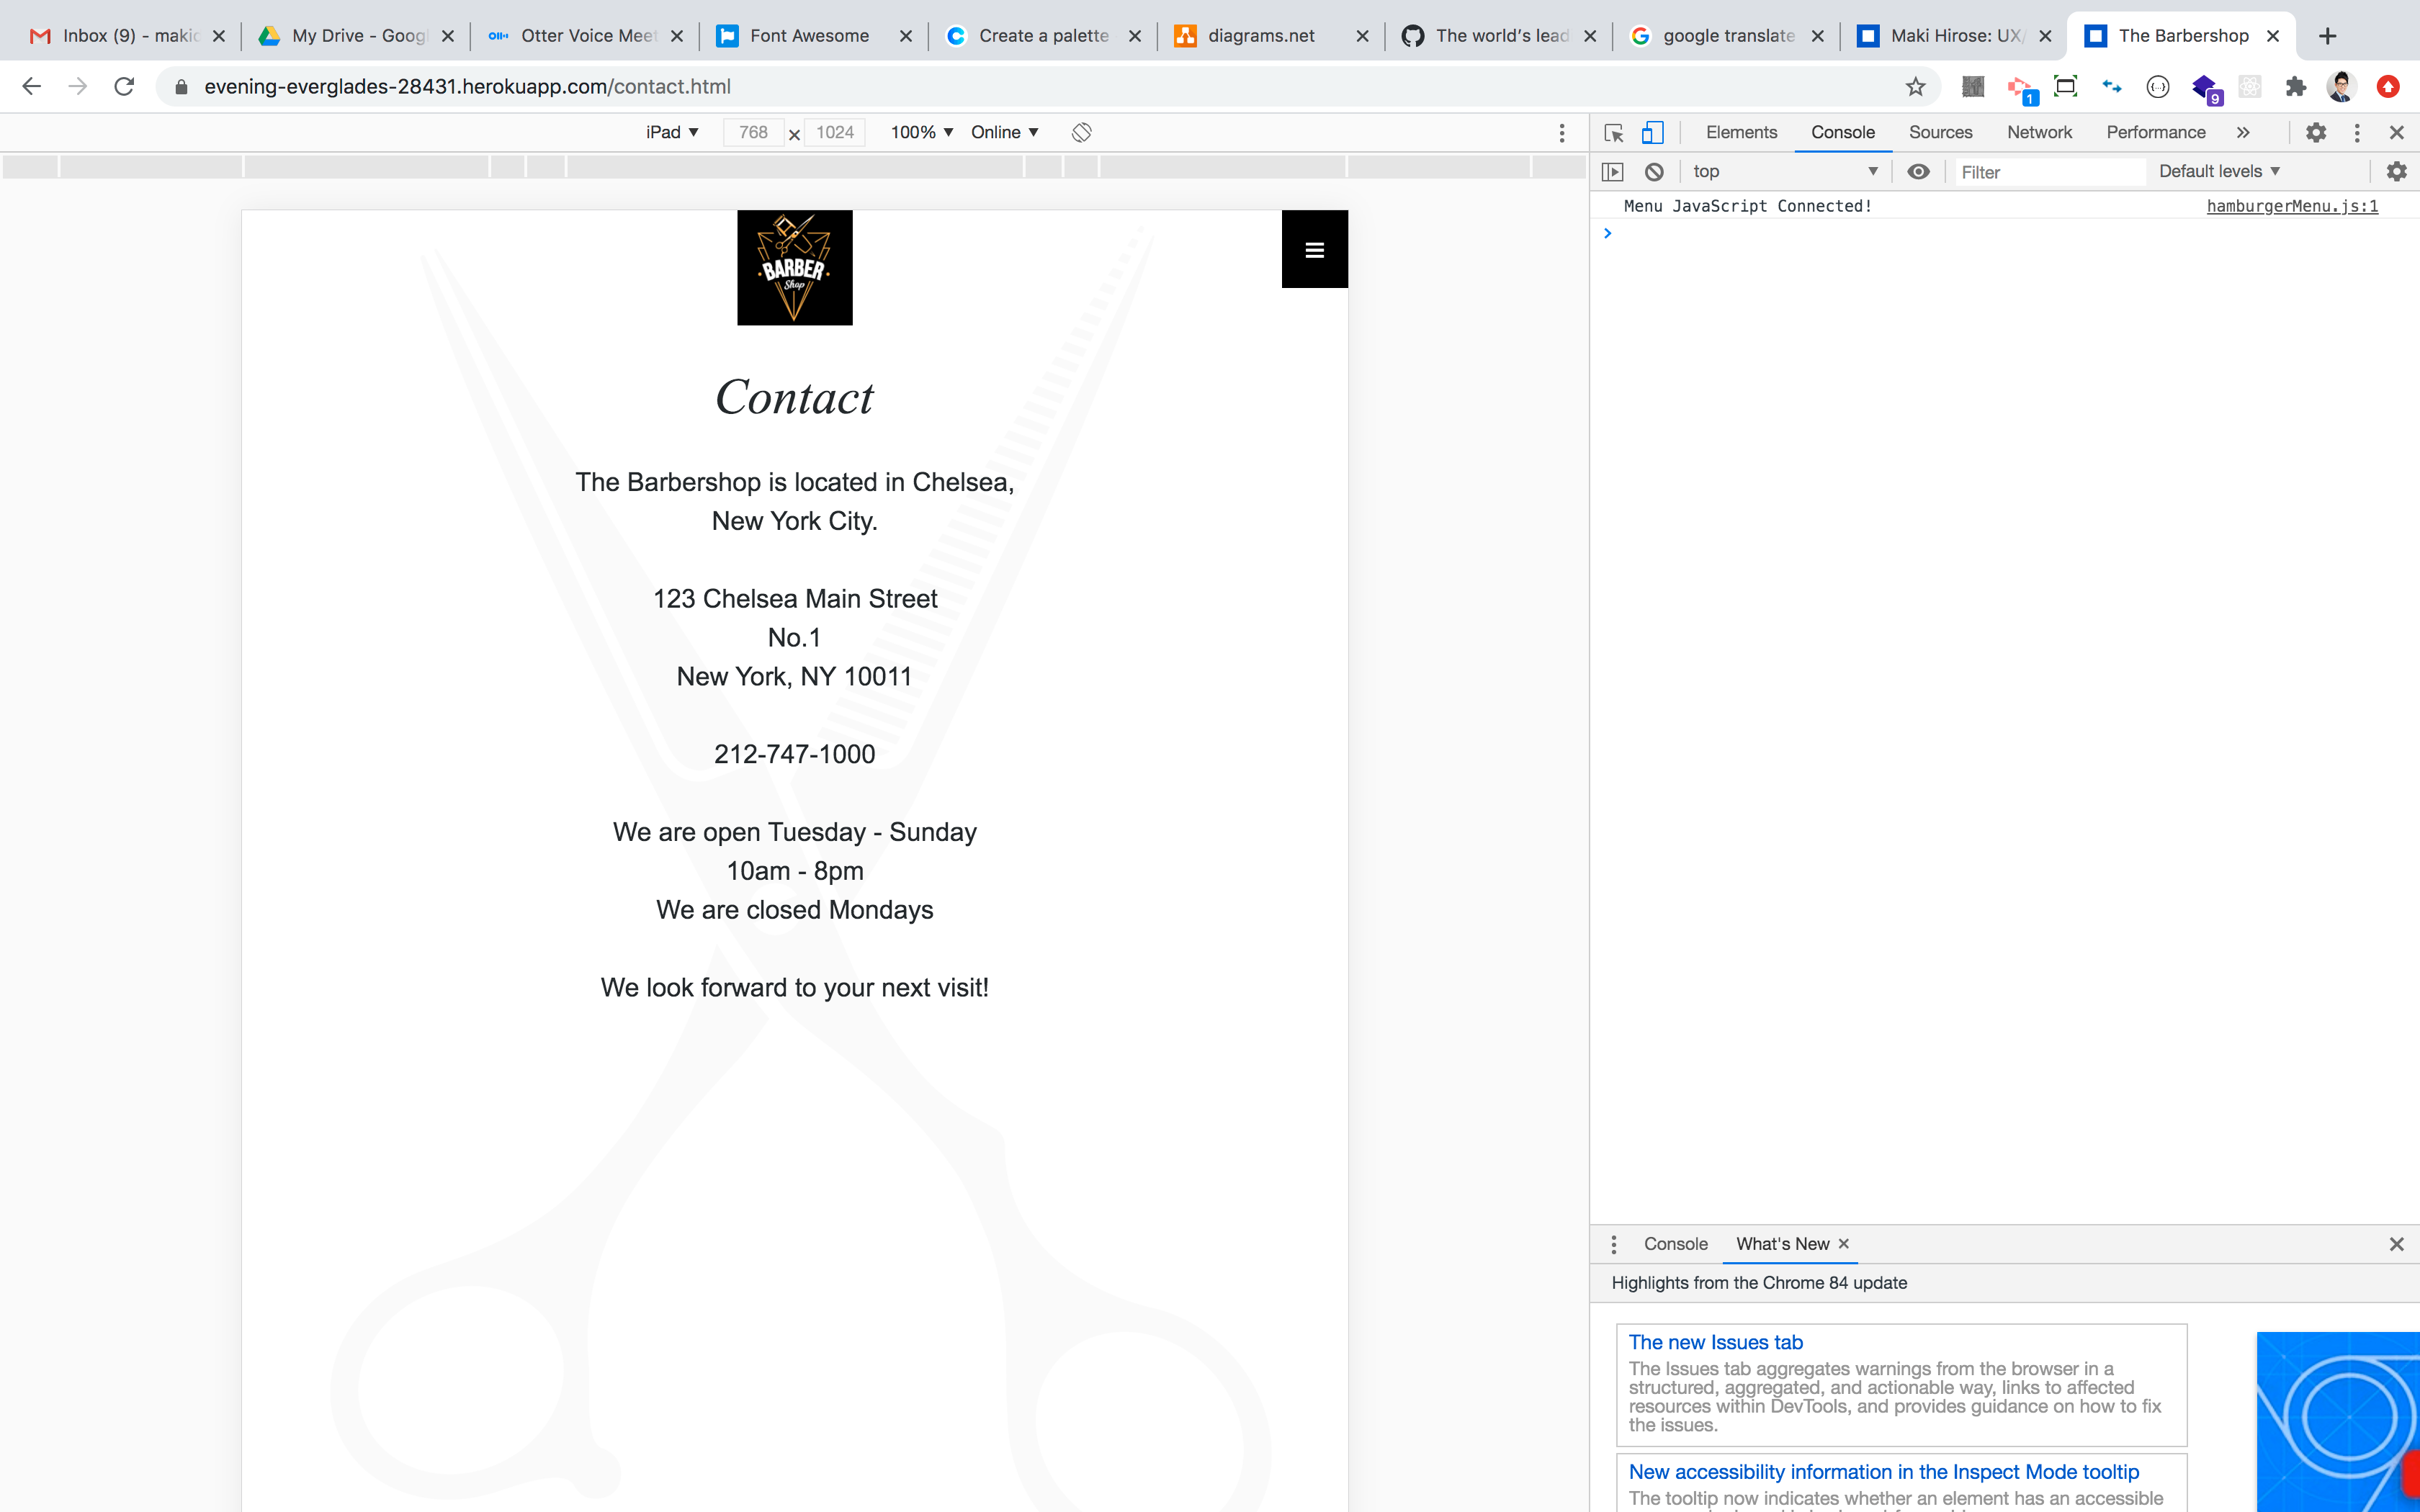 Inbox (9) - maki
My Drive - Googl
Otter Voice Meet
Font Awesome
Create a palette
diagrams.net
The world's lead
google translate
Maki Hirose: UX/
The Barbershop
evening-everglades-28431.herokuapp.com/contact.html
1
9
iPad 768 × 1024 100% Online
Elements Console Sources Network Performance
top Filter Default levels
Menu JavaScript Connected! hamburgerMenu.js:1
BARBER
Shop
Contact
The Barbershop is located in Chelsea,
New York City.
123 Chelsea Main Street
No.1
New York, NY 10011
212-747-1000
We are open Tuesday - Sunday
10am - 8pm
We are closed Mondays
We look forward to your next visit!
Console What's New
Highlights from the Chrome 84 update
The new Issues tab
The Issues tab aggregates warnings from the browser in a
structured, aggregated, and actionable way, links to affected
resources within DevTools, and provides guidance on how to fix
the issues.
New accessibility information in the Inspect Mode tooltip
The tooltip now indicates whether an element has an accessible